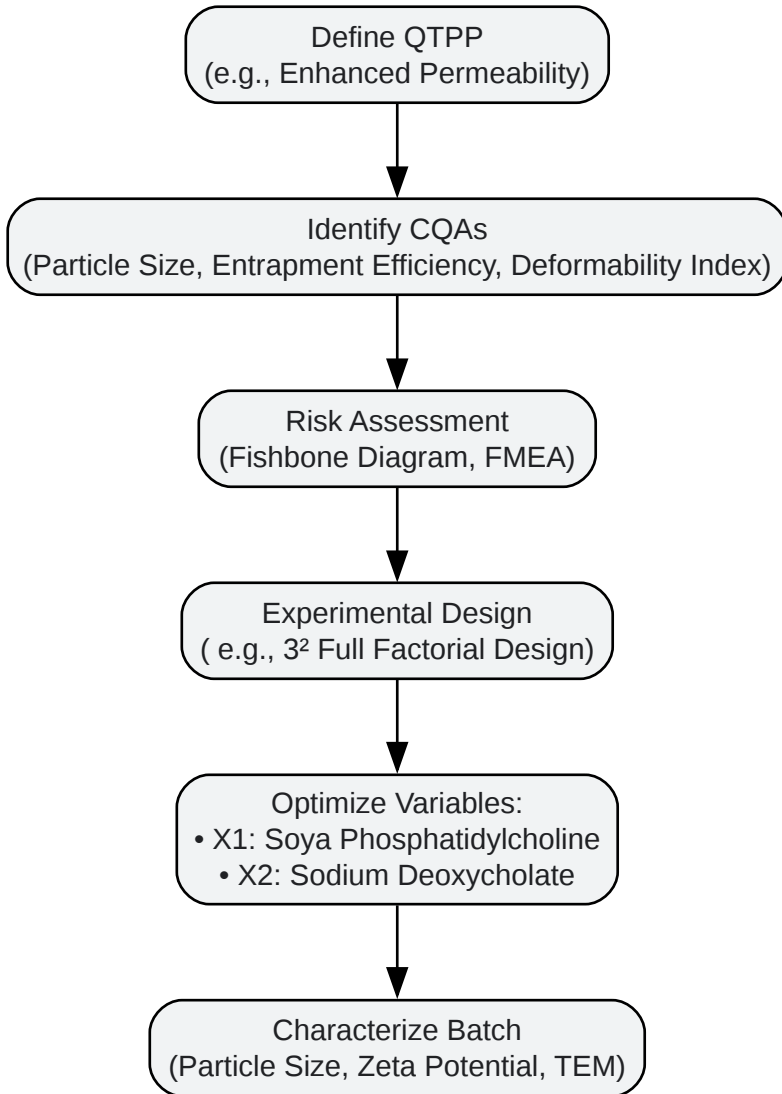 Define QTPP
(e.g., Enhanced Permeability)
Identify CQAs
(Particle Size, Entrapment Efficiency, Deformability Index)
Risk Assessment
(Fishbone Diagram, FMEA)
Experimental Design
( e.g., 3² Full Factorial Design)
Optimize Variables:
• X1: Soya Phosphatidylcholine
• X2: Sodium Deoxycholate
Characterize Batch
(Particle Size, Zeta Potential, TEM)